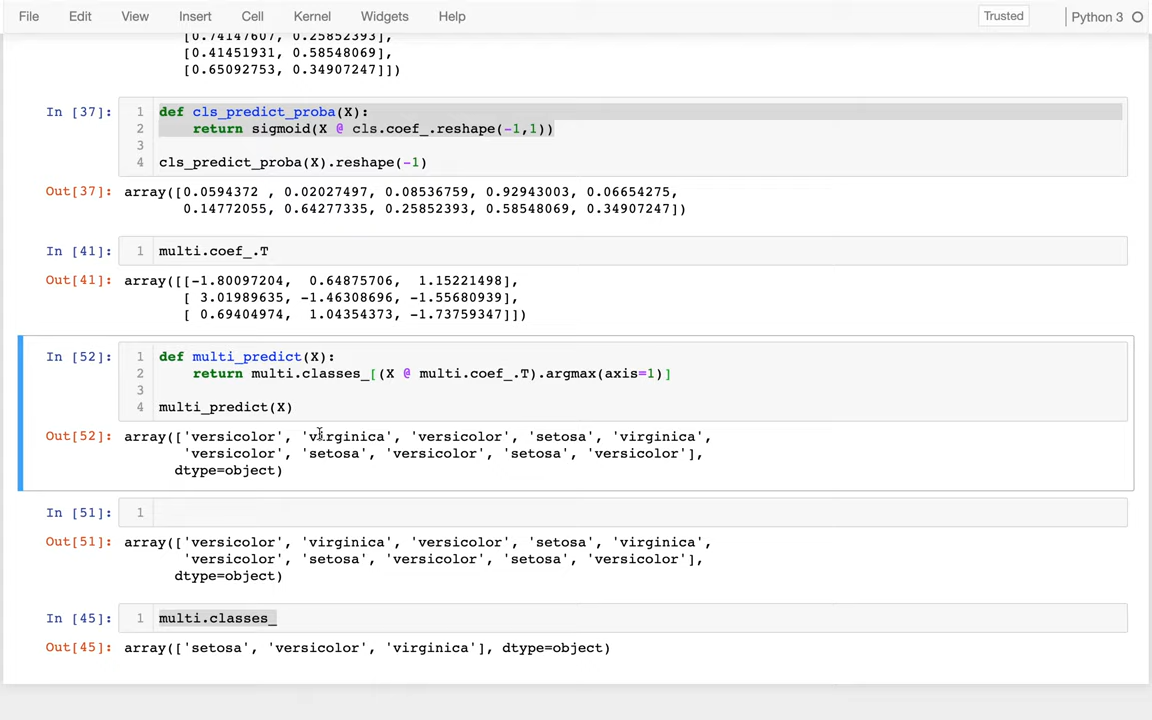 File Edit View Insert Cell Kernel Widgets Help Trusted Python 3
[0.74147607, 0.25852393],
[0.41451931, 0.58548069],
[0.65092753, 0.34907247]])
In [37]: 1 def cls_predict_proba(X):
2 return sigmoid(X @ cls.coef_.reshape(-1,1))
3
4 cls_predict_proba(X).reshape(-1)
Out[37]: array([0.0594372 , 0.02027497, 0.08536759, 0.92943003, 0.06654275,
0.14772055, 0.64277335, 0.25852393, 0.58548069, 0.34907247])
In [41]: 1 multi.coef_.T
Out[41]: array([[-1.80097204, 0.64875706, 1.15221498],
[ 3.01989635, -1.46308696, -1.55680939],
[ 0.69404974, 1.04354373, -1.73759347]])
In [52]: 1 def multi_predict(X):
2 return multi.classes_[(X @ multi.coef_.T).argmax(axis=1)]
3
4 multi_predict(X)
Out[52]: array(['versicolor', 'virginica', 'versicolor', 'setosa', 'virginica',
'versicolor', 'setosa', 'versicolor', 'setosa', 'versicolor'],
dtype=object)
In [51]: 1
Out[51]: array(['versicolor', 'virginica', 'versicolor', 'setosa', 'virginica',
'versicolor', 'setosa', 'versicolor', 'setosa', 'versicolor'],
dtype=object)
In [45]: 1 multi.classes_
Out[45]: array(['setosa', 'versicolor', 'virginica'], dtype=object)